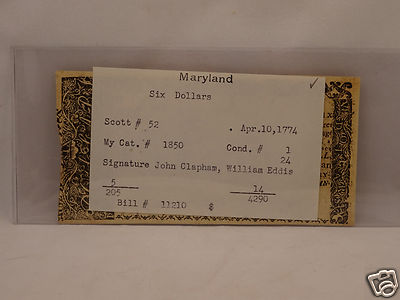 Maryland
Six Dollars
Scott # 52 . Apr.10,1774
My Cat. # 1850 Cond. # 1
24
Signature John Clapham, William Eddis
5 14
205 4290
Bill # 11210 $
ebY